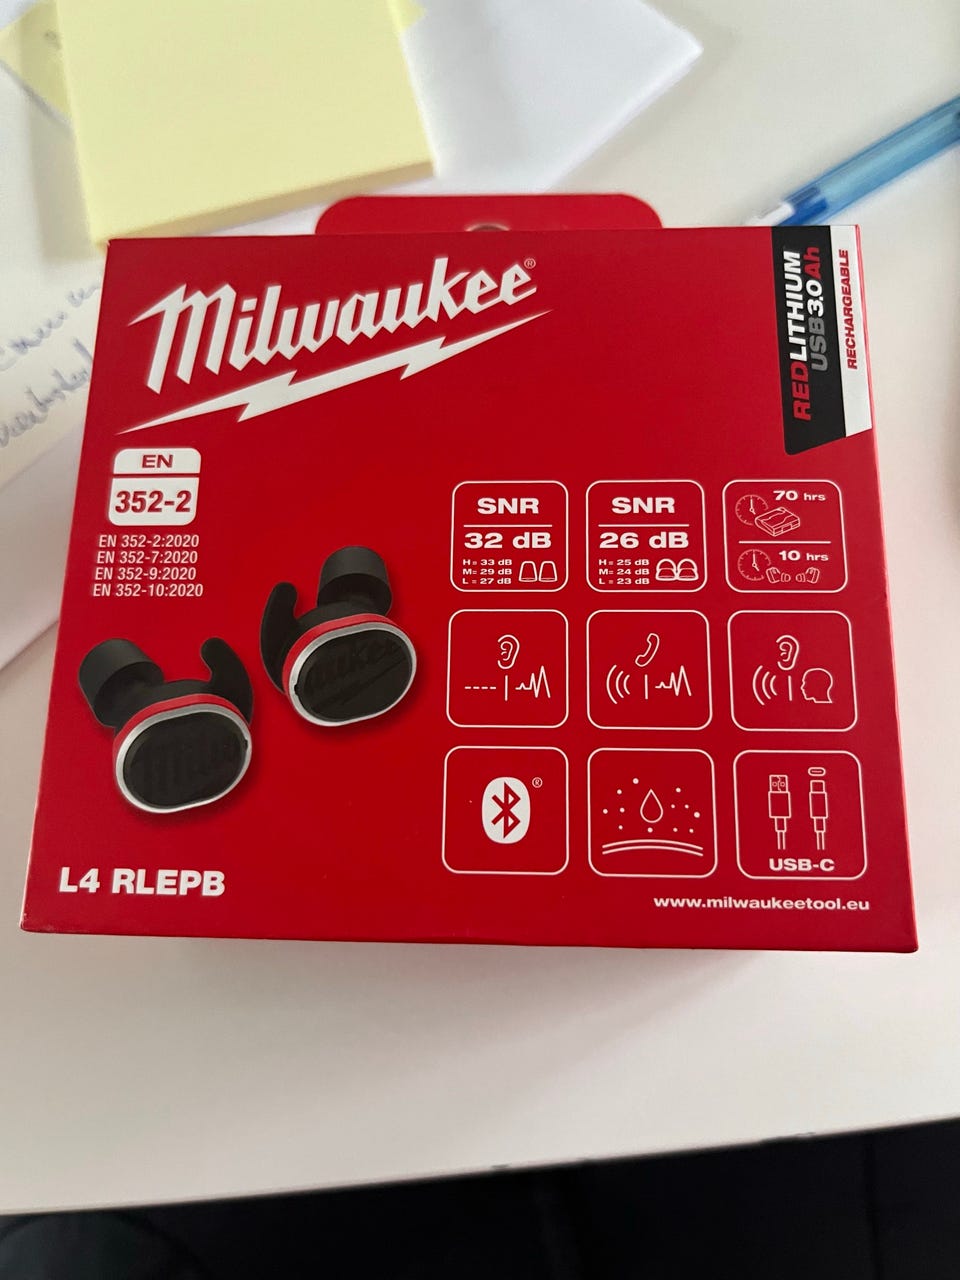 Milwaukee®
REDLITHIUM
USB3.0Ah
RECHARGEABLE
EN
352-2
EN 352-2:2020
EN 352-7:2020
EN 352-9:2020
EN 352-10:2020
SNR
32 dB
H= 33 dB
M= 29 dB
L = 27 dB
SNR
26 dB
H= 25 dB
M= 24 dB
L = 23 dB
70 hrs
10 hrs
®
USB-C
L4 RLEPB
www.milwaukeetool.eu